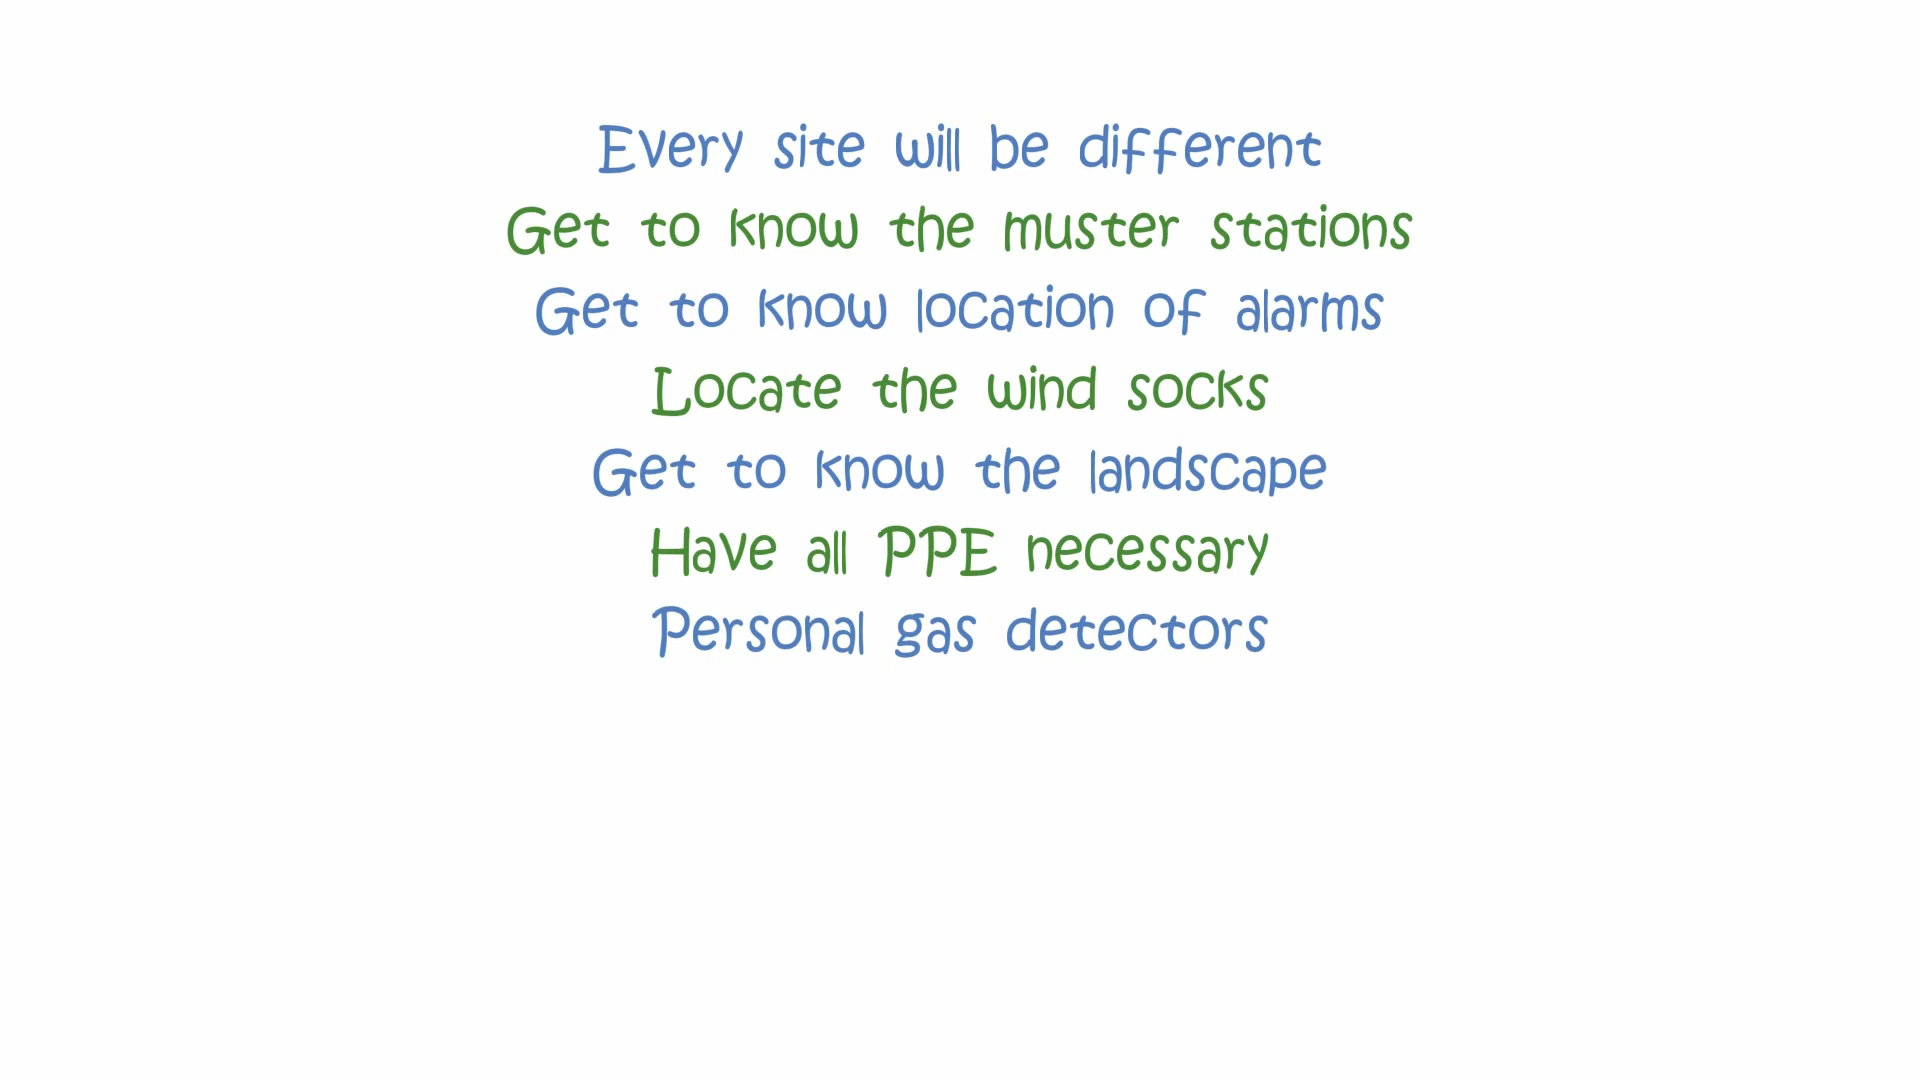 Every site will be different
Get to know the muster stations
Get to know location of alarms
Locate the wind socks
Get to know the landscape
Have all PPE necessary
Personal gas detectors